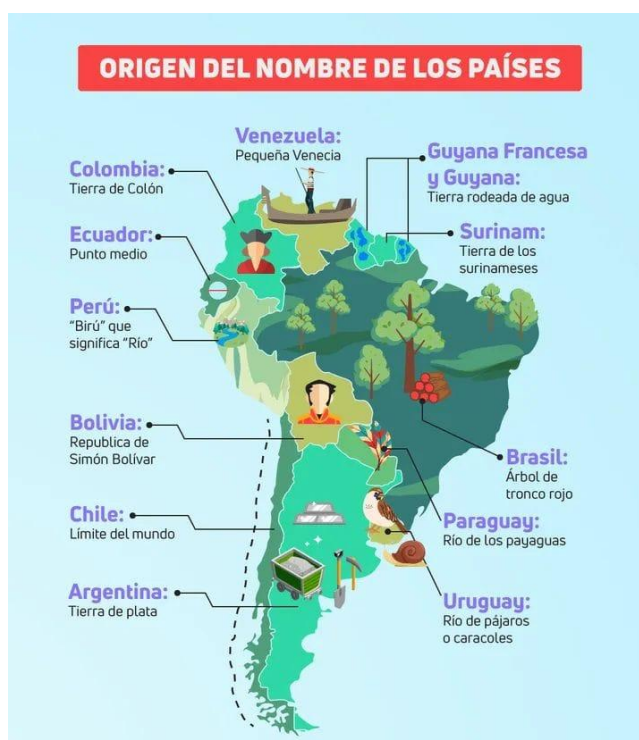 ORIGEN DEL NOMBRE DE LOS PAÍSES
Venezuela:
Pequeña Venecia
Colombia:
Tierra de Colón
Guyana Francesa
y Guyana:
Tierra rodeada de agua
Ecuador:
Punto medio
Surinam:
Tierra de los
surinameses
Perú:
"Birú" que
significa "Río"
Bolivia:
Republica de
Simón Bolívar
Brasil:
Árbol de
tronco rojo
Chile:
Límite del mundo
Paraguay:
Río de los payaguas
Argentina:
Tierra de plata
Uruguay:
Río de pájaros
o caracoles